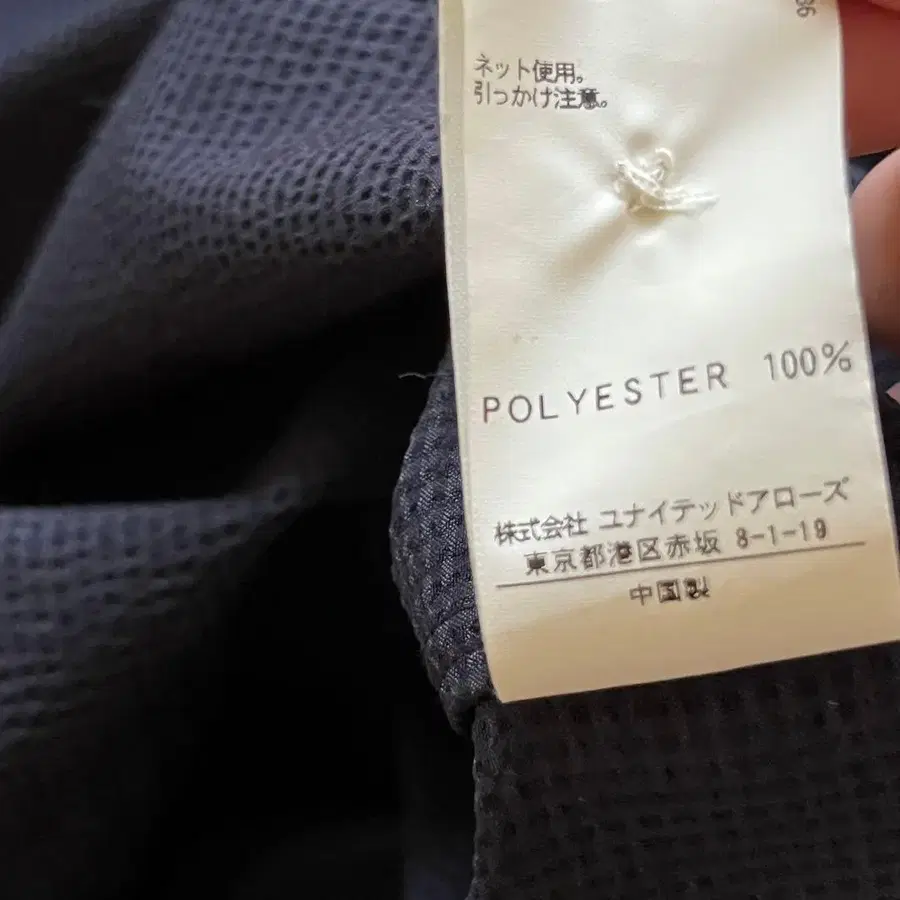 ネット使用。
引っかけ注意。
POLYESTER 100%
株式会社 ユナイテッドアローズ
東京都港区赤坂 8-1-19
中国製